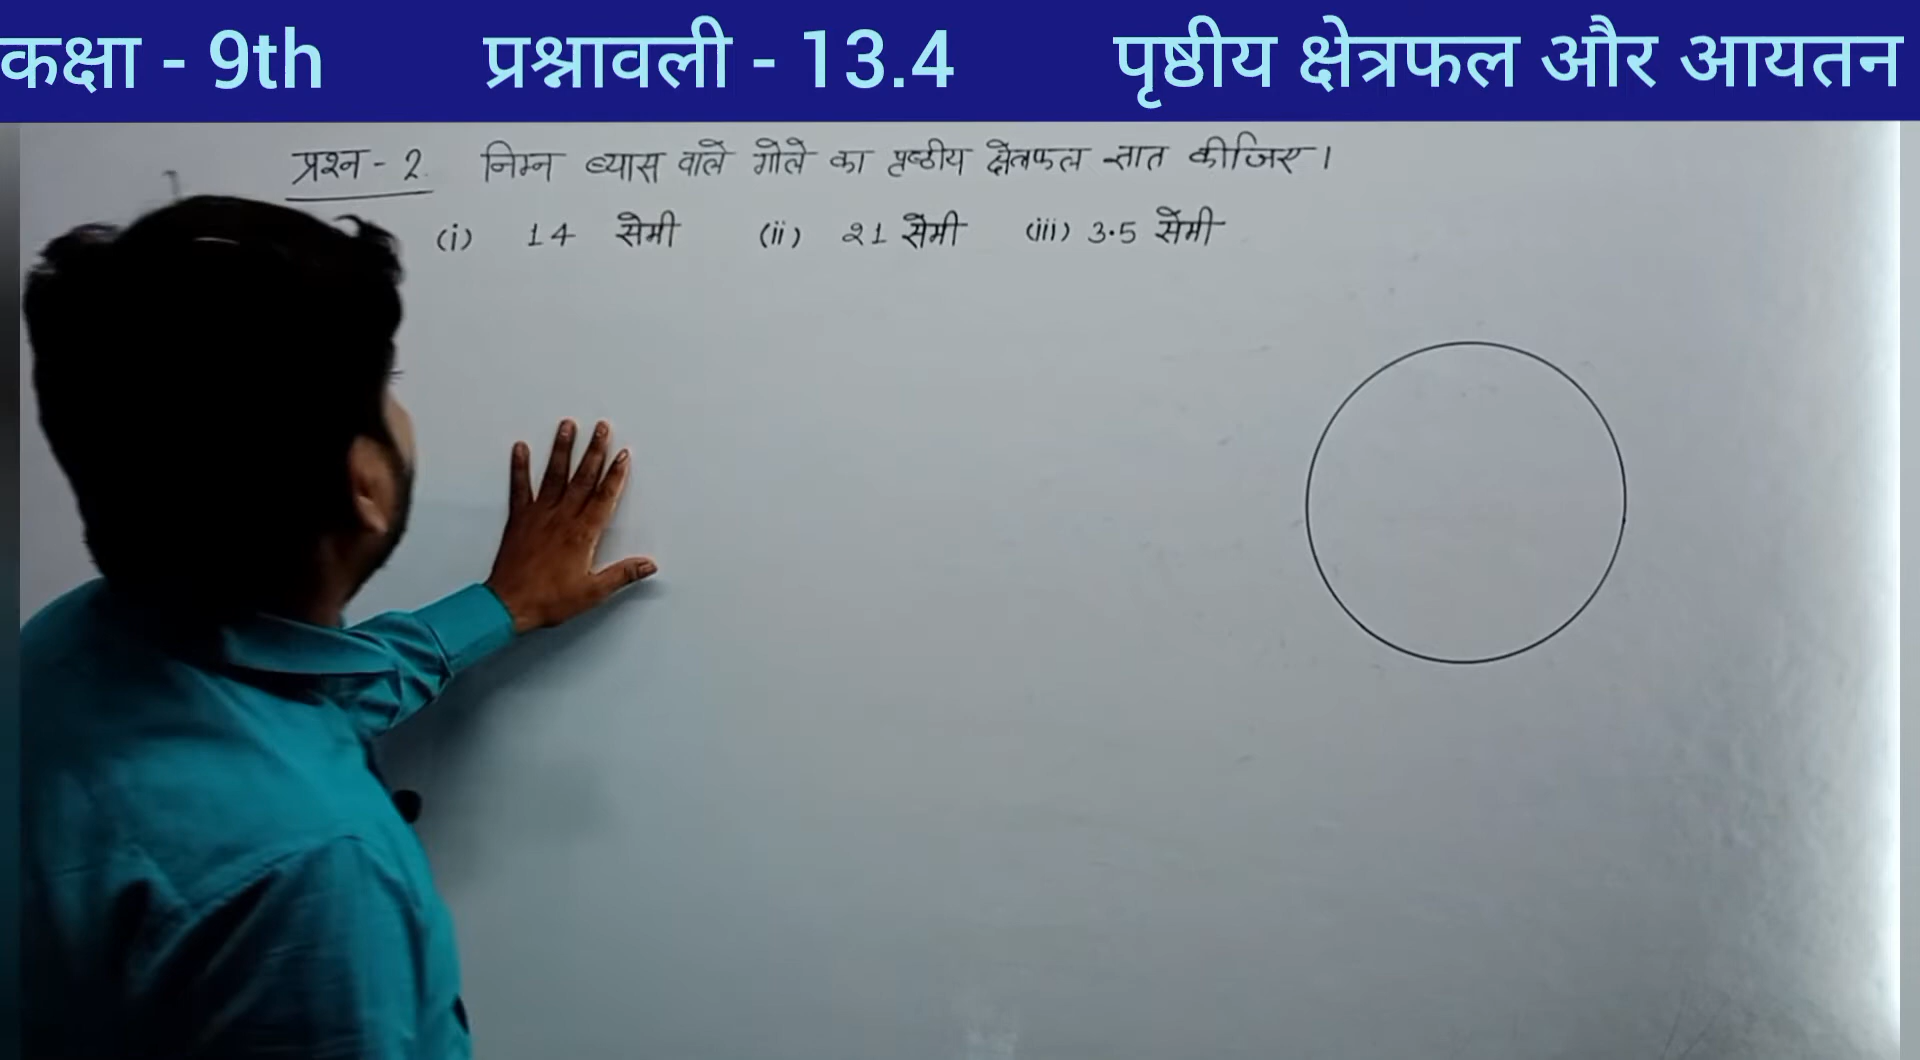 कक्षा - 9th प्रश्नावली - 13.4 पृष्ठीय क्षेत्रफल और आयतन
प्रश्न - 2. निम्न व्यास वाले गोले का पृष्ठीय क्षेत्रफल ज्ञात कीजिए।
(i) 14 सेमी (ii) 21 सेमी (iii) 3.5 सेमी